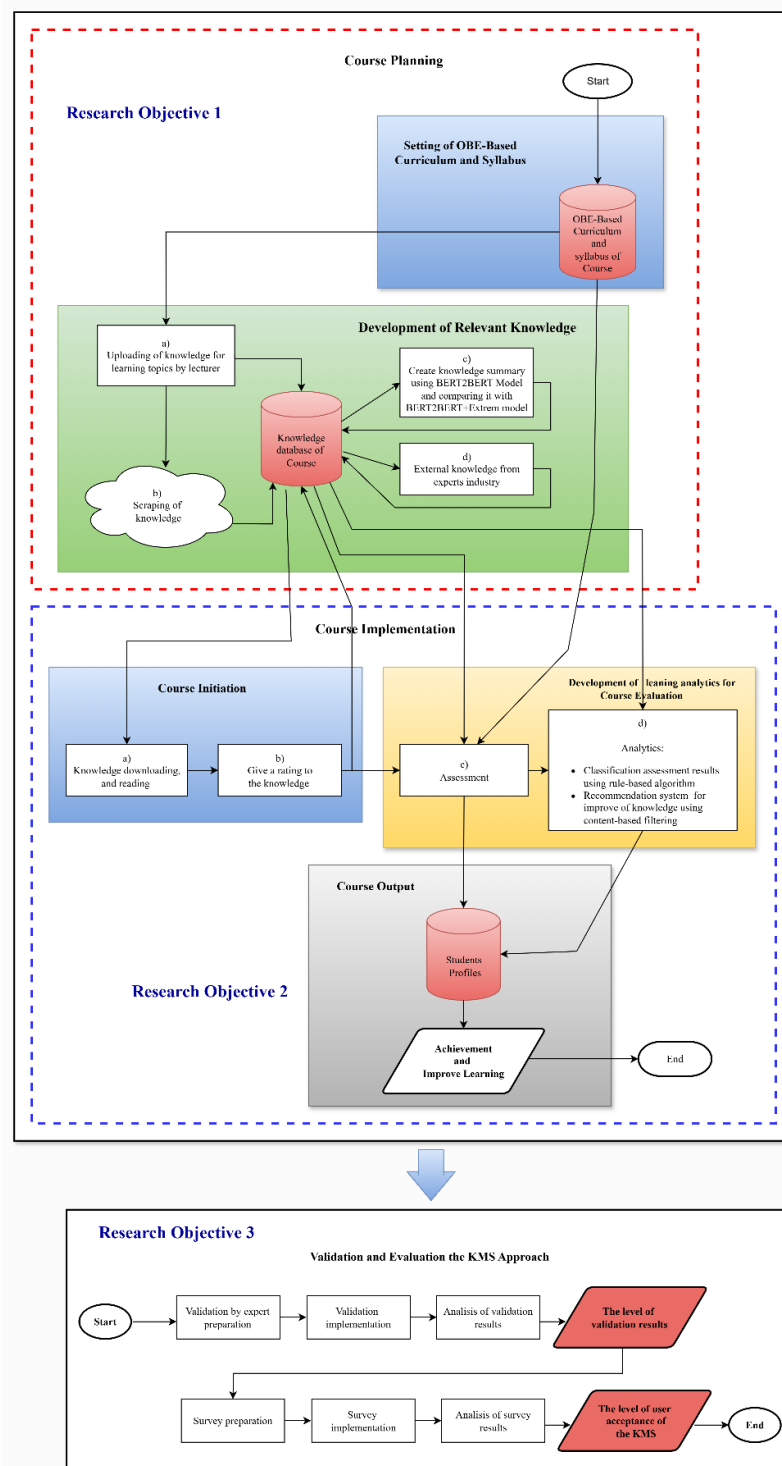 Course Planning
Start
Research Objective 1
Setting of OBE-Based
Curriculum and Syllabus
OBE-Based
Curriculum
and
syllabus of
Course
Development of Relevant Knowledge
a)
Uploading of knowledge for
learning topics by lecturer
c)
Create knowledge summary
using BERT2BERT Model
and comparing it with
BERT2BERT+Extrem model
Knowledge
database of
Course
d)
External knowledge from
experts industry
b)
Scraping of
knowledge
Course Implementation
Course Initiation
Development of leaning analytics for
Course Evaluation
a)
Knowledge downloading,
and reading
b)
Give a rating to
the knowledge
c)
Assessment
d)
Analytics:
• Classification assessment results
using rule-based algorithm
• Recommendation system for
improve of knowledge using
content-based filtering
Course Output
Students
Profiles
Research Objective 2
Achievement
and
Improve Learning
End
Research Objective 3
Validation and Evaluation the KMS Approach
Start
Validation by expert
preparation
Validation
implementation
Analisis of validation
results
The level of
validation results
Survey preparation
Survey
implementation
Analisis of survey
results
The level of user
acceptance of
the KMS
End